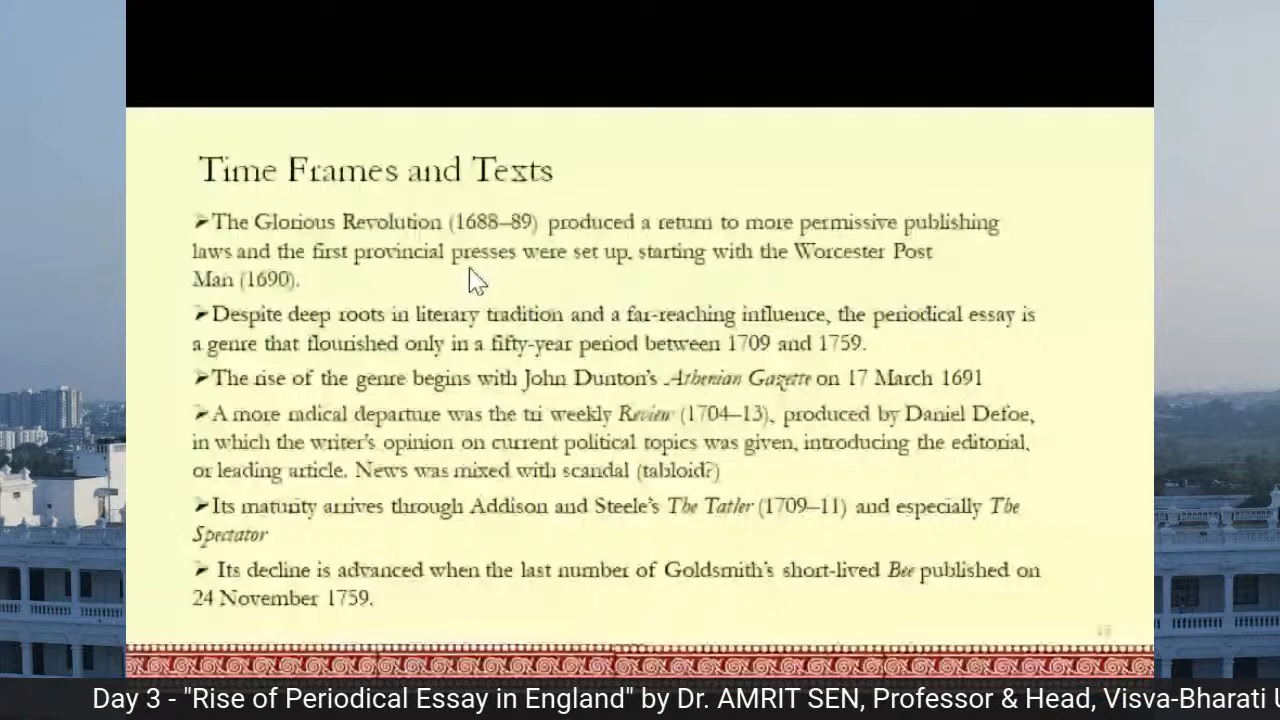 Time Frames and Texts
➢The Glorious Revolution (1688–89) produced a return to more permissive publishing
laws and the first provincial presses were set up, starting with the Worcester Post
Man (1690).
➢Despite deep roots in literary tradition and a far-reaching influence, the periodical essay is
a genre that flourished only in a fifty-year period between 1709 and 1759.
➢The rise of the genre begins with John Dunton's Athenian Gazette on 17 March 1691
➢A more radical departure was the tri weekly Review (1704–13), produced by Daniel Defoe,
in which the writer's opinion on current political topics was given, introducing the editorial,
or leading article. News was mixed with scandal (tabloid?)
➢Its maturity arrives through Addison and Steele's The Tatler (1709–11) and especially The
Spectator
➢ Its decline is advanced when the last number of Goldsmith's short-lived Bee published on
24 November 1759.
Day 3 - "Rise of Periodical Essay in England" by Dr. AMRIT SEN, Professor & Head, Visva-Bharati U